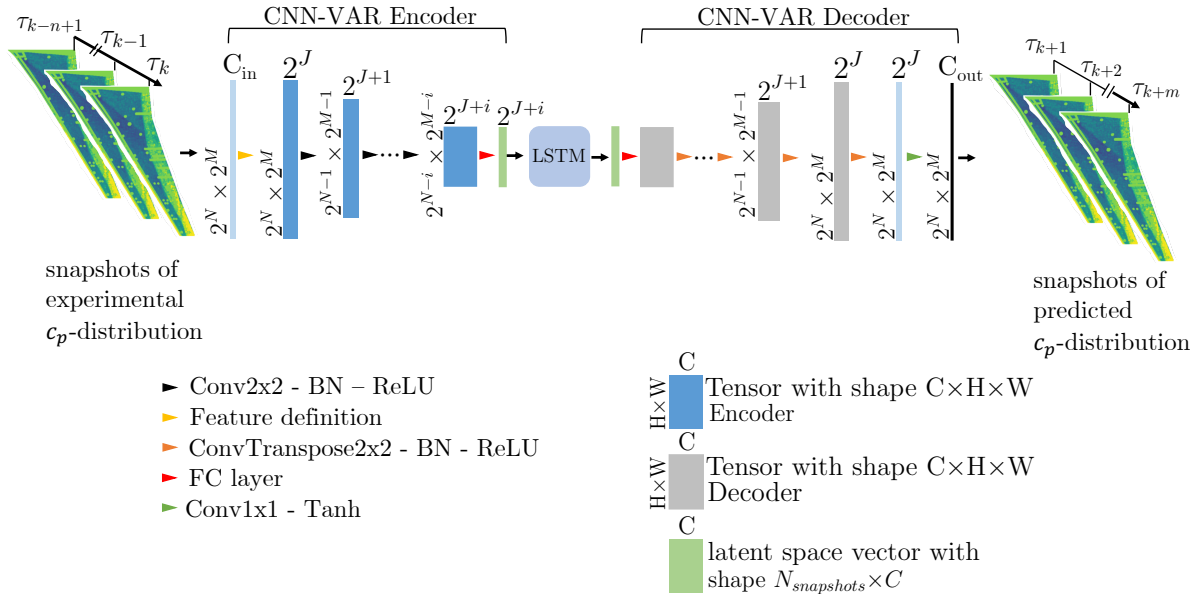 CNN-VAR Encoder
CNN-VAR Decoder
τ_{k−n+1}
τ_{k−1}
τ_k
C_in
2^J
2^{J+1}
2^{J+i}
2^{J+i}
2^N × 2^M
2^N × 2^M
2^{N−1} × 2^{M−1}
2^{N−i} × 2^{M−i}
LSTM
2^{J+1}
2^J
2^J
C_out
2^{N−1} × 2^{M−1}
2^N × 2^M
2^N × 2^M
2^N × 2^M
τ_{k+1}
τ_{k+2}
τ_{k+m}
snapshots of
experimental
c_p-distribution
snapshots of
predicted
c_p-distribution
Conv2x2 - BN – ReLU
Feature definition
ConvTranspose2x2 - BN - ReLU
FC layer
Conv1x1 - Tanh
C
H×W
Tensor with shape C×H×W
Encoder
C
H×W
Tensor with shape C×H×W
Decoder
C
latent space vector with
shape N_{snapshots}×C